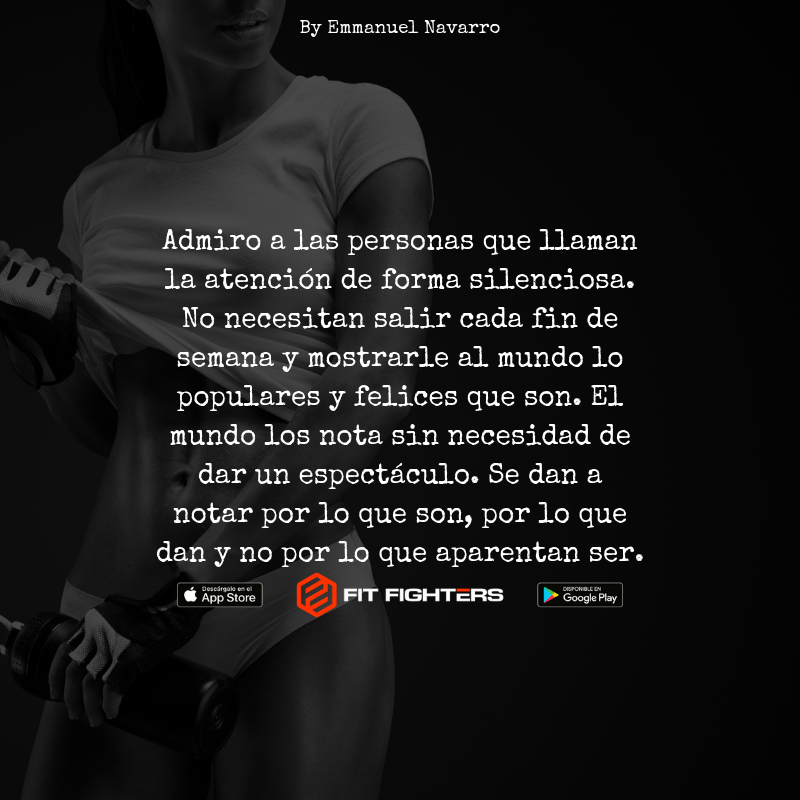 By Emmanuel Navarro
Admiro a las personas que llaman
la atención de forma silenciosa.
No necesitan salir cada fin de
semana y mostrarle al mundo lo
populares y felices que son. El
mundo los nota sin necesidad de
dar un espectáculo. Se dan a
notar por lo que son, por lo que
dan y no por lo que aparentan ser.
Descárgalo en el
App Store
FIT FIGHTERS
DISPONIBLE EN
Google Play